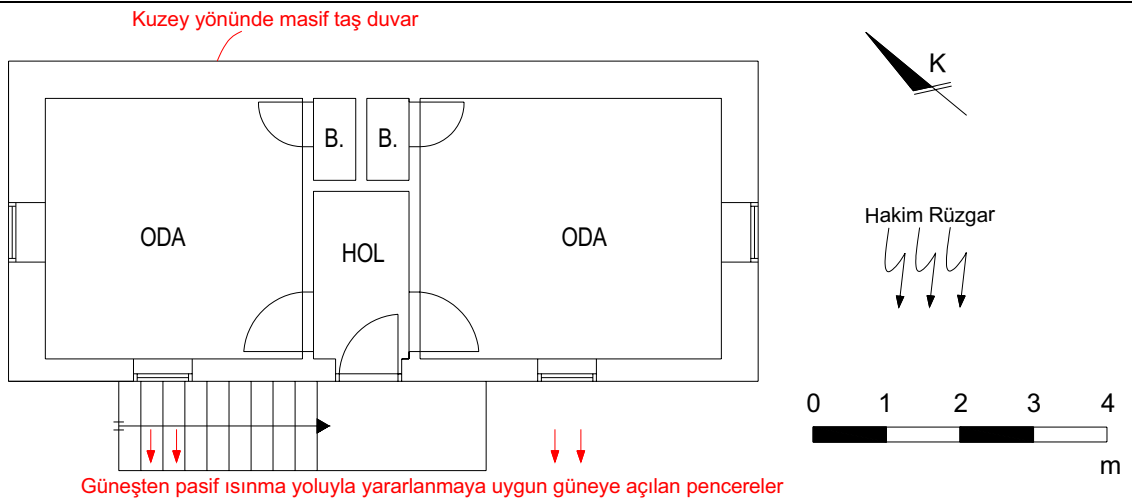 Kuzey yönünde masif taş duvar
K
B.
B.
Hakim Rüzgar
ODA
HOL
ODA
0 1 2 3 4
m
Güneşten pasif ısınma yoluyla yararlanmaya uygun güneye açılan pencereler